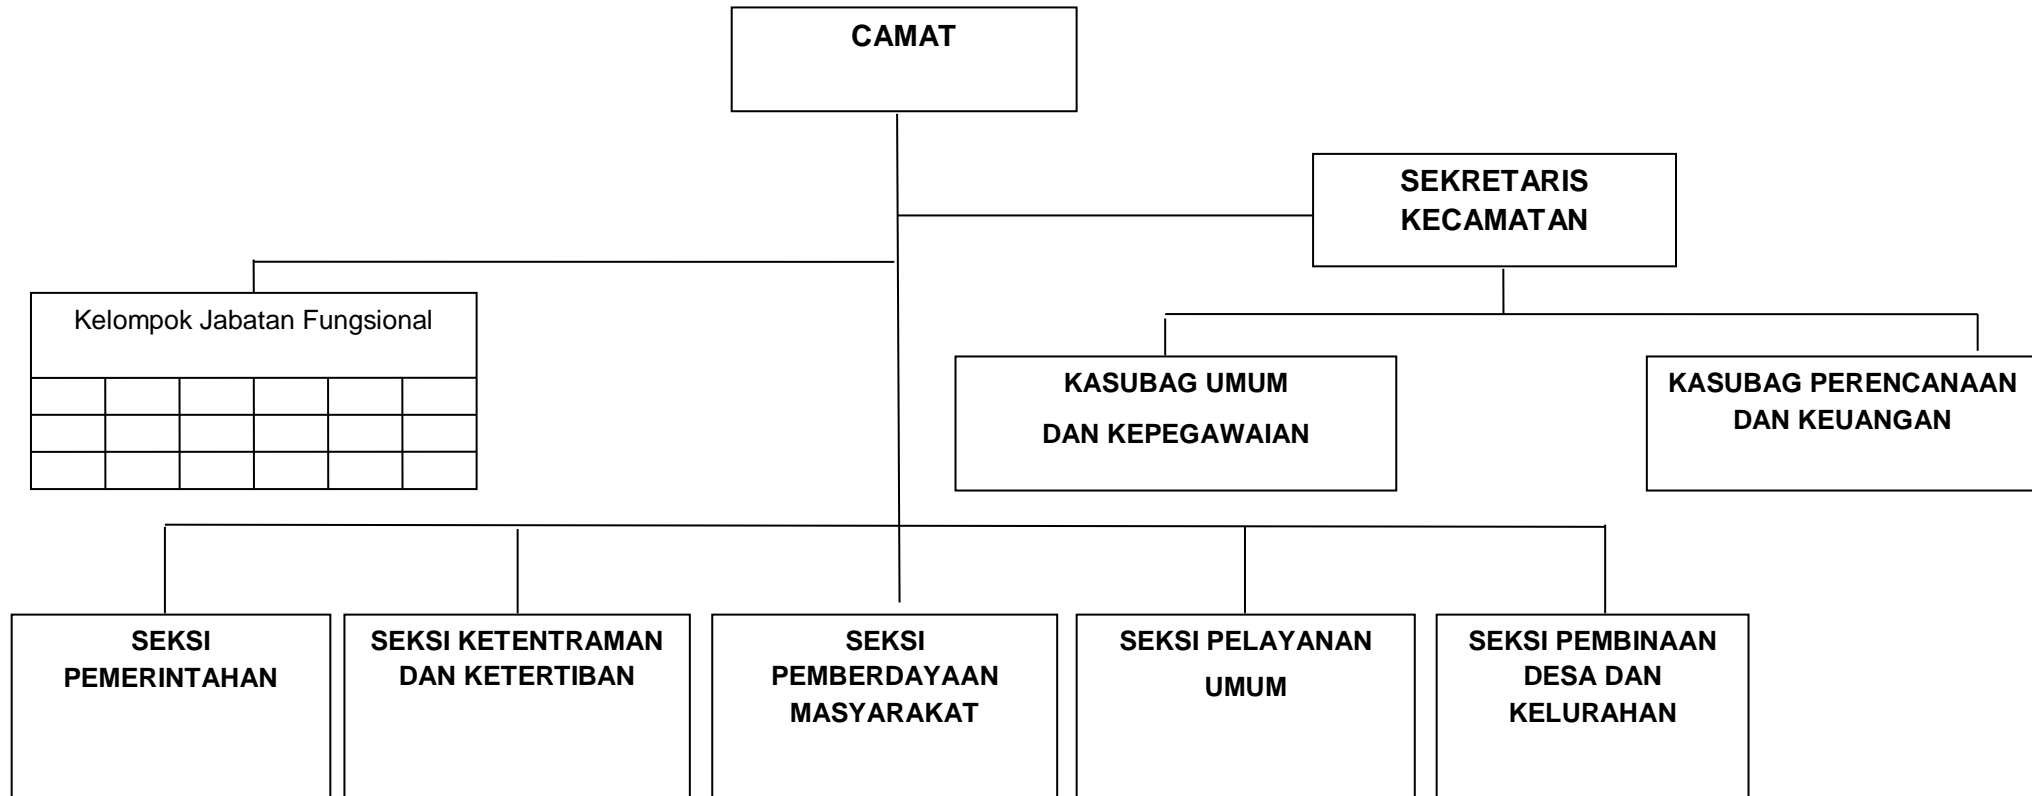 CAMAT
SEKRETARIS
KECAMATAN
Kelompok Jabatan Fungsional
KASUBAG UMUM
DAN KEPEGAWAIAN
KASUBAG PERENCANAAN
DAN KEUANGAN
SEKSI
PEMERINTAHAN
SEKSI KETENTRAMAN
DAN KETERTIBAN
SEKSI
PEMBERDAYAAN
MASYARAKAT
SEKSI PELAYANAN
UMUM
SEKSI PEMBINAAN
DESA DAN
KELURAHAN